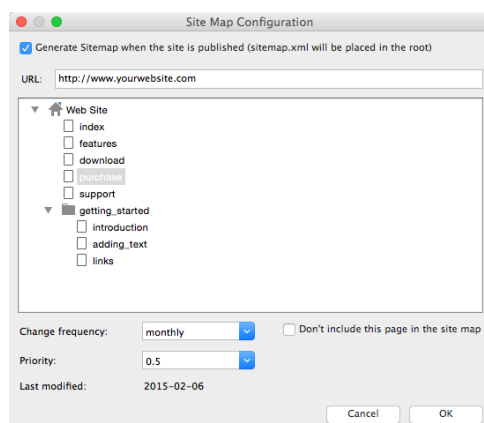 Site Map Configuration
Generate Sitemap when the site is published (sitemap.xml will be placed in the root)
URL: http://www.yourwebsite.com
Web Site
index
features
download
purchase
support
getting_started
introduction
adding_text
links
Change frequency: monthly Don't include this page in the site map
Priority: 0.5
Last modified: 2015-02-06
Cancel OK